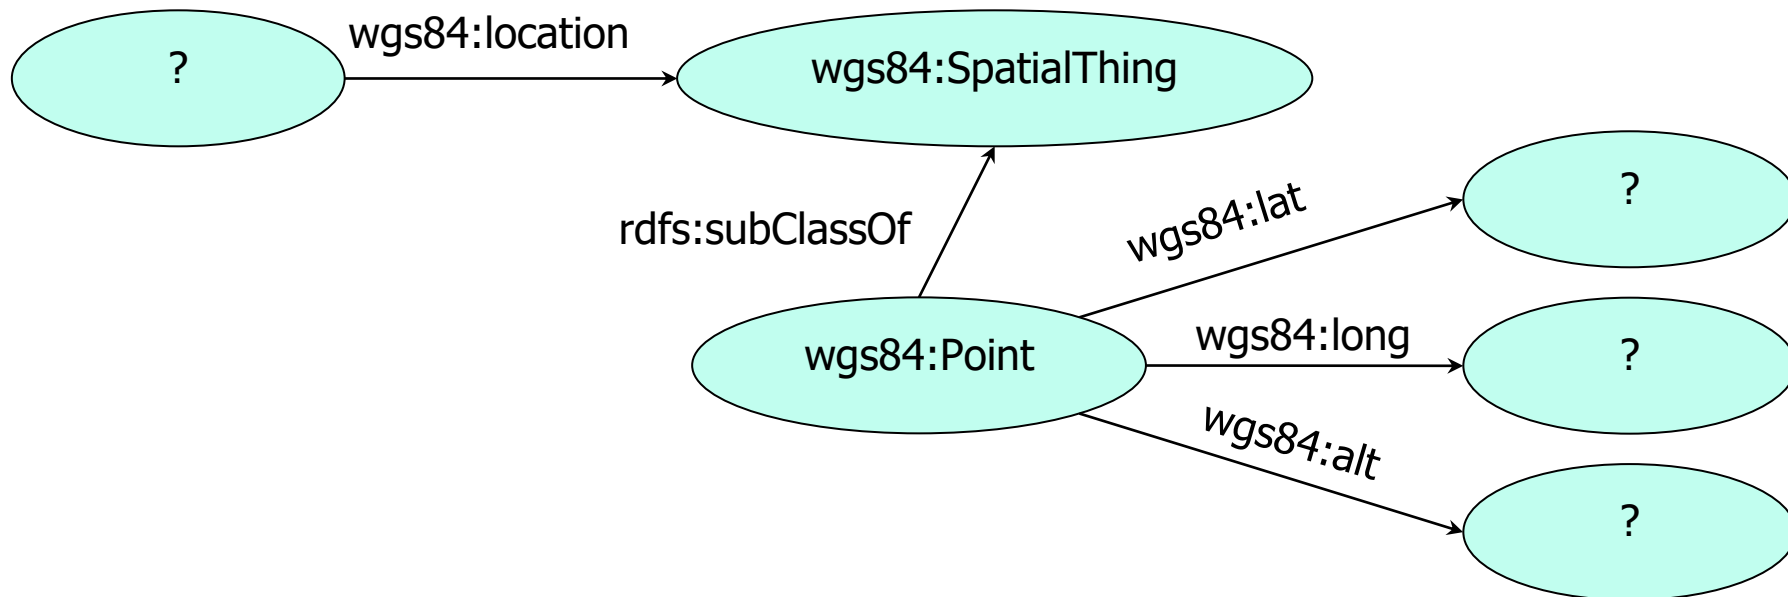 ? wgs84:location wgs84:SpatialThing
rdfs:subClassOf wgs84:lat ?
wgs84:Point wgs84:long ?
wgs84:alt ?